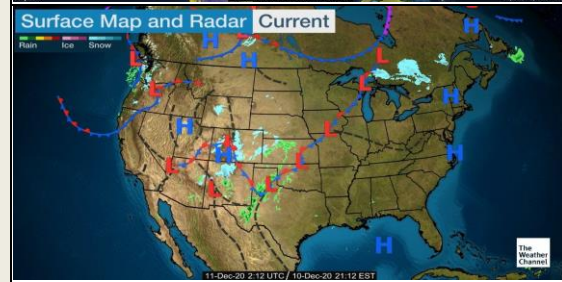 Surface Map and Radar Current
Rain Ice Snow
H
L
H
L
L
L
L
H
H
L
H
L
H
L
L
L
L
H
H
The
Weather
Channel
11-Dec-20 2:12 UTC / 10-Dec-20 21:12 EST